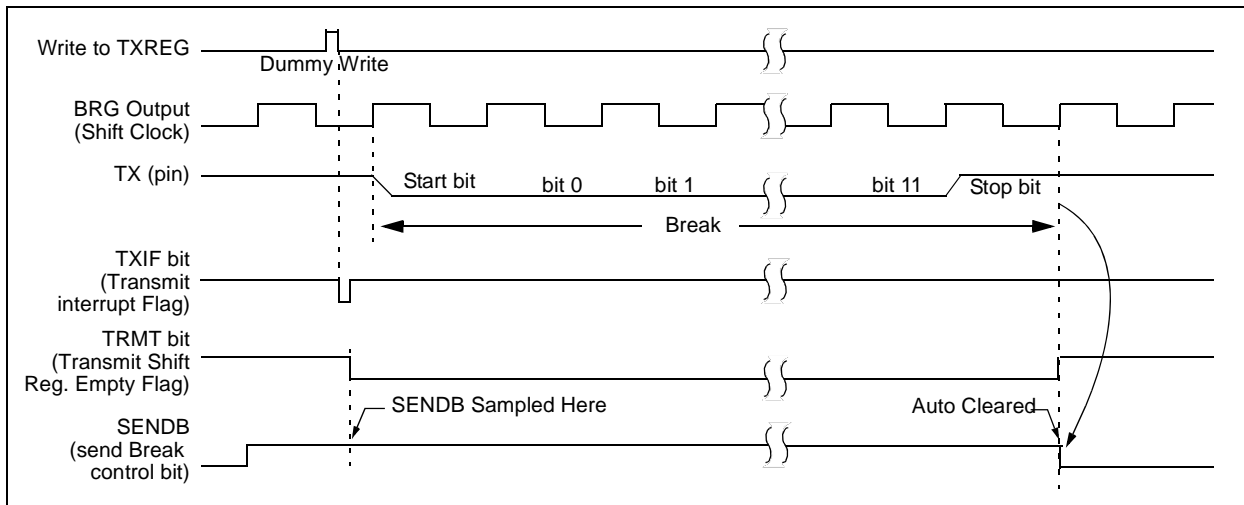 Write to TXREG
Dummy Write
BRG Output
(Shift Clock)
TX (pin)
Start bit
bit 0
bit 1
bit 11
Stop bit
Break
TXIF bit
(Transmit
interrupt Flag)
TRMT bit
(Transmit Shift
Reg. Empty Flag)
SENDB Sampled Here
Auto Cleared
SENDB
(send Break
control bit)